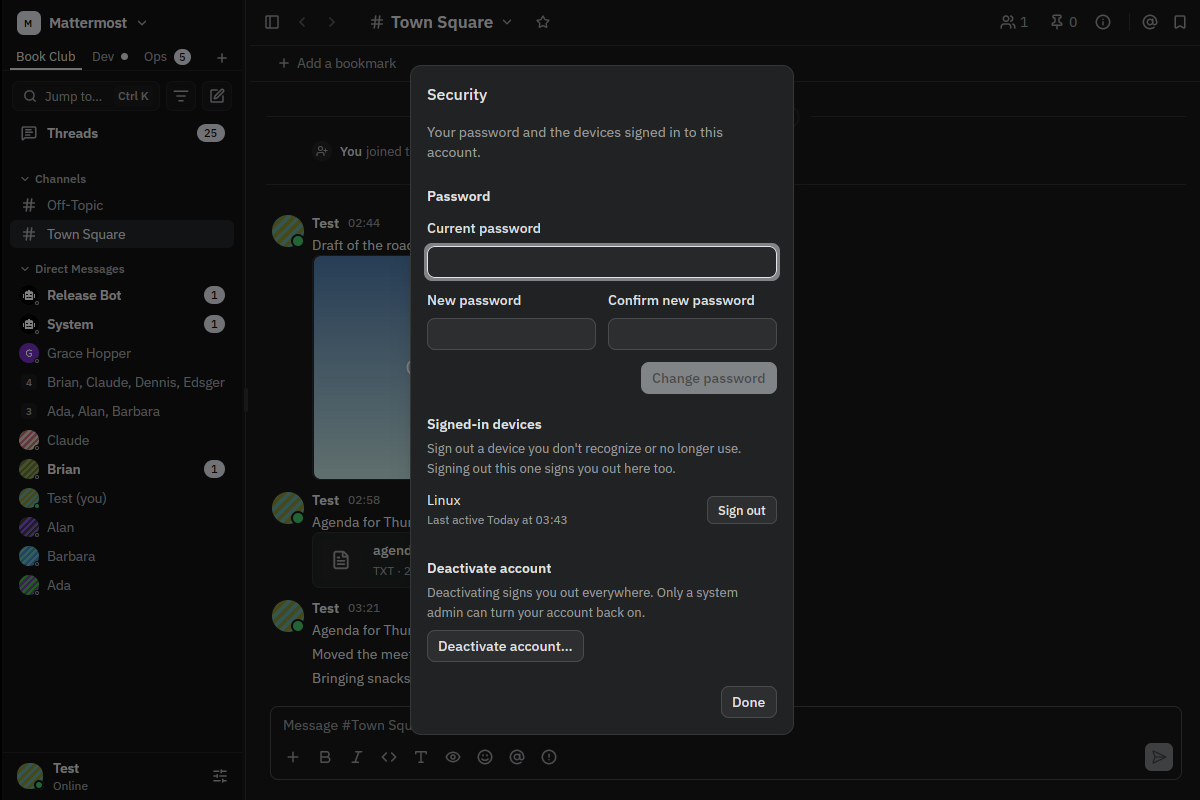 M Mattermost
Town Square
1
0
Book Club Dev Ops 5
Add a bookmark
Jump to... Ctrl K
Threads 25
You joined t
Channels
Off-Topic
Town Square
Direct Messages
Release Bot 1
System 1
G Grace Hopper
4 Brian, Claude, Dennis, Edsger
3 Ada, Alan, Barbara
Claude
Brian 1
Test (you)
Alan
Barbara
Ada
Test
Online
Test 02:44
Draft of the road
Test 02:58
Agenda for Thur
agend
TXT · 2
Test 03:21
Agenda for Thur
Moved the meet
Bringing snacks
Message #Town Squ
Security
Your password and the devices signed in to this
account.
Password
Current password
New password Confirm new password
Change password
Signed-in devices
Sign out a device you don't recognize or no longer use.
Signing out this one signs you out here too.
Linux
Last active Today at 03:43
Sign out
Deactivate account
Deactivating signs you out everywhere. Only a system
admin can turn your account back on.
Deactivate account...
Done